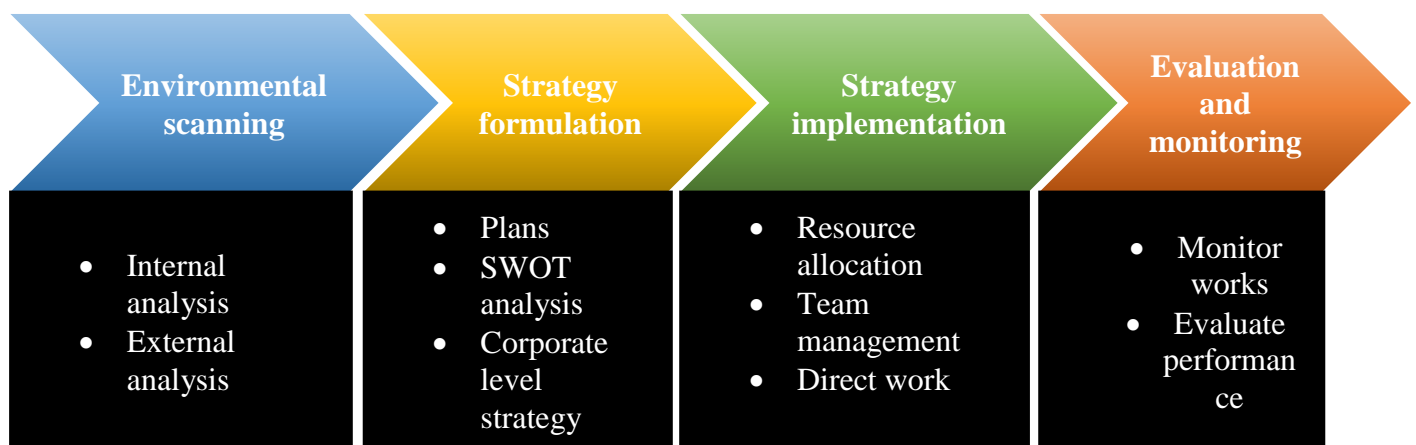 Environmental
scanning
Strategy
formulation
Strategy
implementation
Evaluation
and
monitoring
• Internal
analysis
• External
analysis
• Plans
• SWOT
analysis
• Corporate
level
strategy
• Resource
allocation
• Team
management
• Direct work
• Monitor
works
• Evaluate
performan
ce